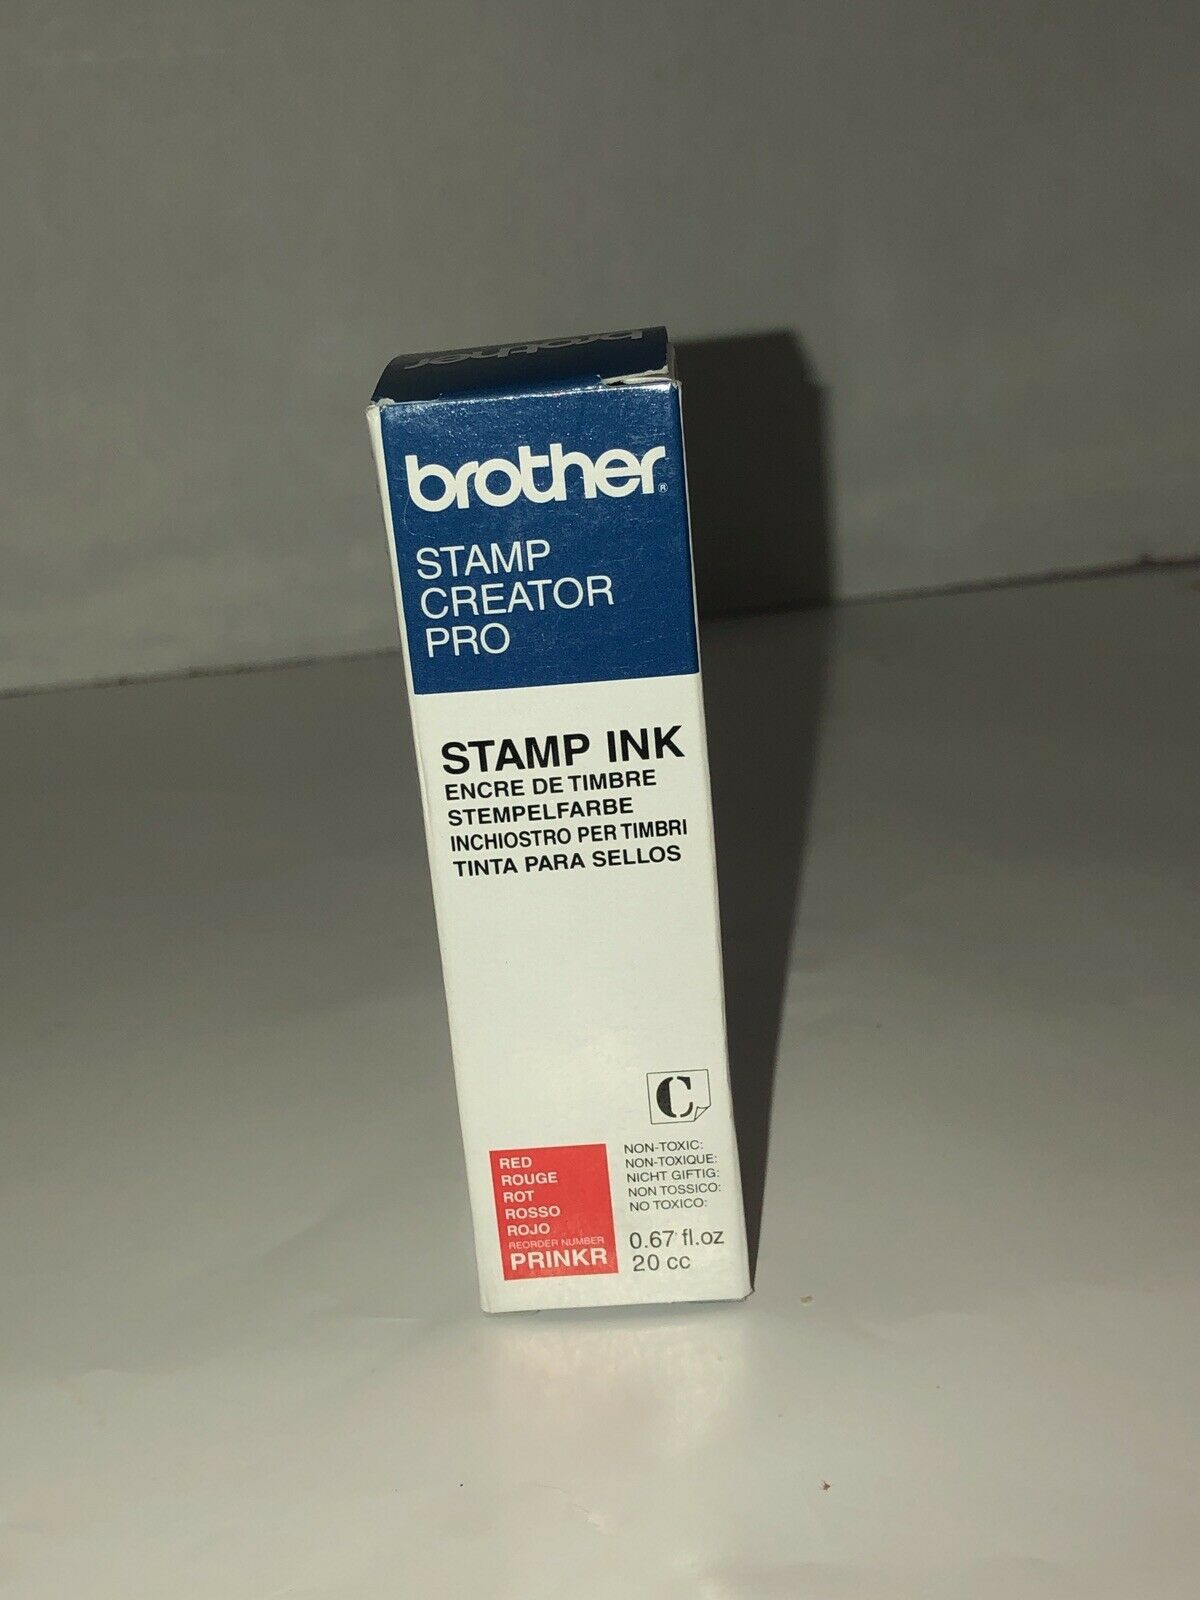 brother
brother®
STAMP
CREATOR
PRO
STAMP INK
ENCRE DE TIMBRE
STEMPELFARBE
INCHIOSTRO PER TIMBRI
TINTA PARA SELLOS
C
RED
ROUGE
ROT
ROSSO
ROJO
REORDER NUMBER
PRINKR
NON-TOXIC:
NON-TOXIQUE:
NICHT GIFTIG:
NON TOSSICO:
NO TOXICO:
0.67 fl.oz
20 cc